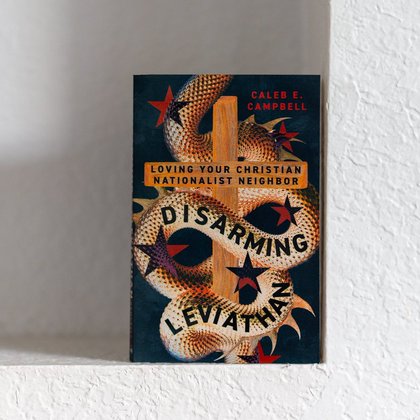 CALEB E.
CAMPBELL
LOVING YOUR CHRISTIAN
NATIONALIST NEIGHBOR
DISARMING
LEVIATHAN